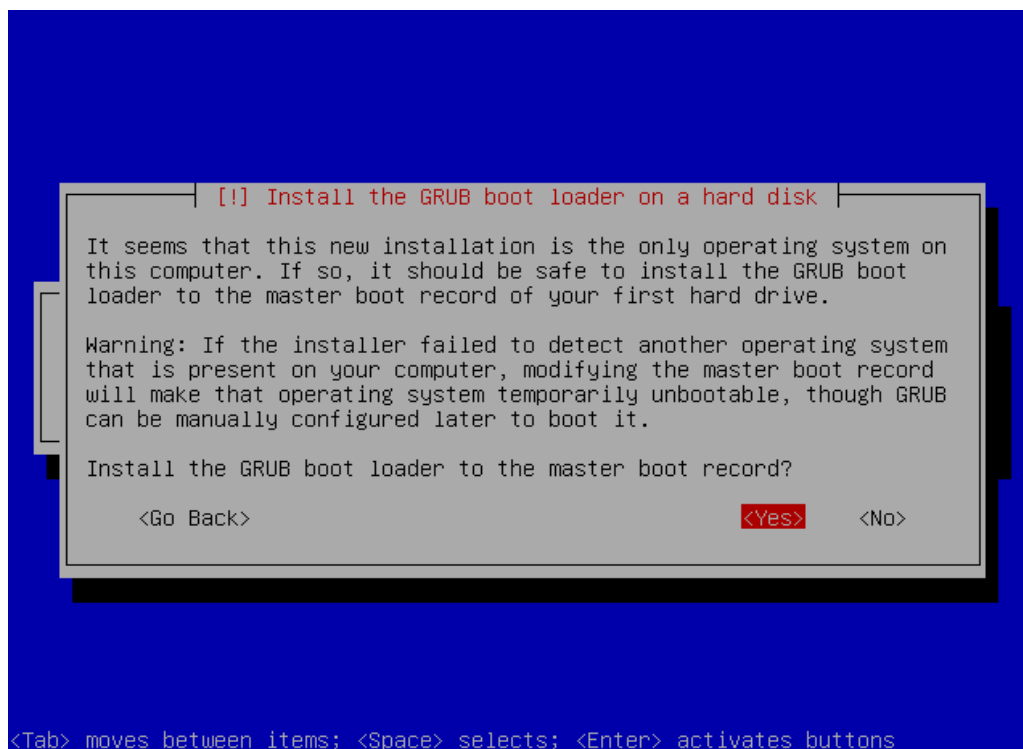 [!] Install the GRUB boot loader on a hard disk
It seems that this new installation is the only operating system on
this computer. If so, it should be safe to install the GRUB boot
loader to the master boot record of your first hard drive.
Warning: If the installer failed to detect another operating system
that is present on your computer, modifying the master boot record
will make that operating system temporarily unbootable, though GRUB
can be manually configured later to boot it.
Install the GRUB boot loader to the master boot record?
<Go Back> <Yes> <No>
<Tab> moves between items; <Space> selects; <Enter> activates buttons